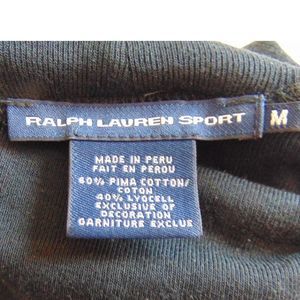 RALPH LAUREN SPORT M
MADE IN PERU
FAIT EN PEROU
60% PIMA COTTON/
COTON
40% LYOCELL
EXCLUSIVE OF
DECORATION
GARNITURE EXCLUE